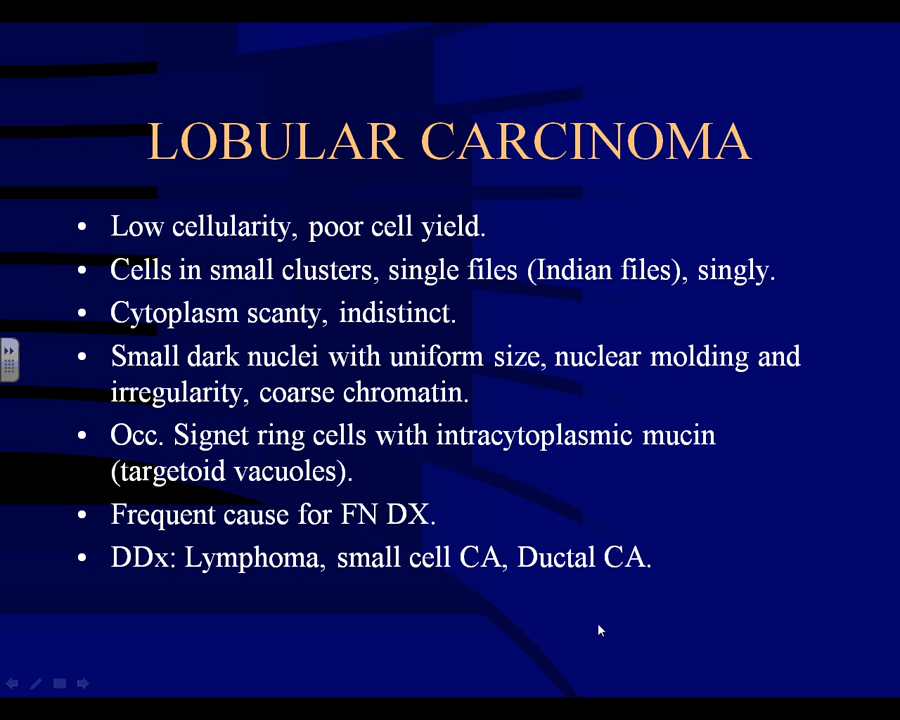 LOBULAR CARCINOMA
• Low cellularity, poor cell yield.
• Cells in small clusters, single files (Indian files), singly.
• Cytoplasm scanty, indistinct.
• Small dark nuclei with uniform size, nuclear molding and
irregularity, coarse chromatin.
• Occ. Signet ring cells with intracytoplasmic mucin
(targetoid vacuoles).
• Frequent cause for FN DX.
• DDx: Lymphoma, small cell CA, Ductal CA.